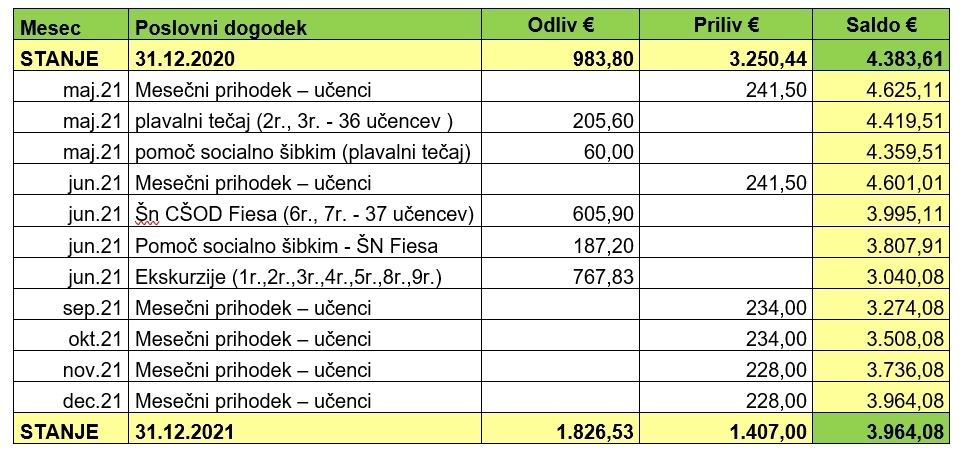 Mesec Poslovni dogodek Odliv € Priliv € Saldo €
STANJE 31.12.2020 983,80 3.250,44 4.383,61
maj.21 Mesečni prihodek – učenci 241,50 4.625,11
maj.21 plavalni tečaj (2r., 3r. - 36 učencev ) 205,60 4.419,51
maj.21 pomoč socialno šibkim (plavalni tečaj) 60,00 4.359,51
jun.21 Mesečni prihodek – učenci 241,50 4.601,01
jun.21 Šn CŠOD Fiesa (6r., 7r. - 37 učencev) 605,90 3.995,11
jun.21 Pomoč socialno šibkim - ŠN Fiesa 187,20 3.807,91
jun.21 Ekskurzije (1r.,2r.,3r.,4r.,5r.,8r.,9r.) 767,83 3.040,08
sep.21 Mesečni prihodek – učenci 234,00 3.274,08
okt.21 Mesečni prihodek – učenci 234,00 3.508,08
nov.21 Mesečni prihodek – učenci 228,00 3.736,08
dec.21 Mesečni prihodek – učenci 228,00 3.964,08
STANJE 31.12.2021 1.826,53 1.407,00 3.964,08